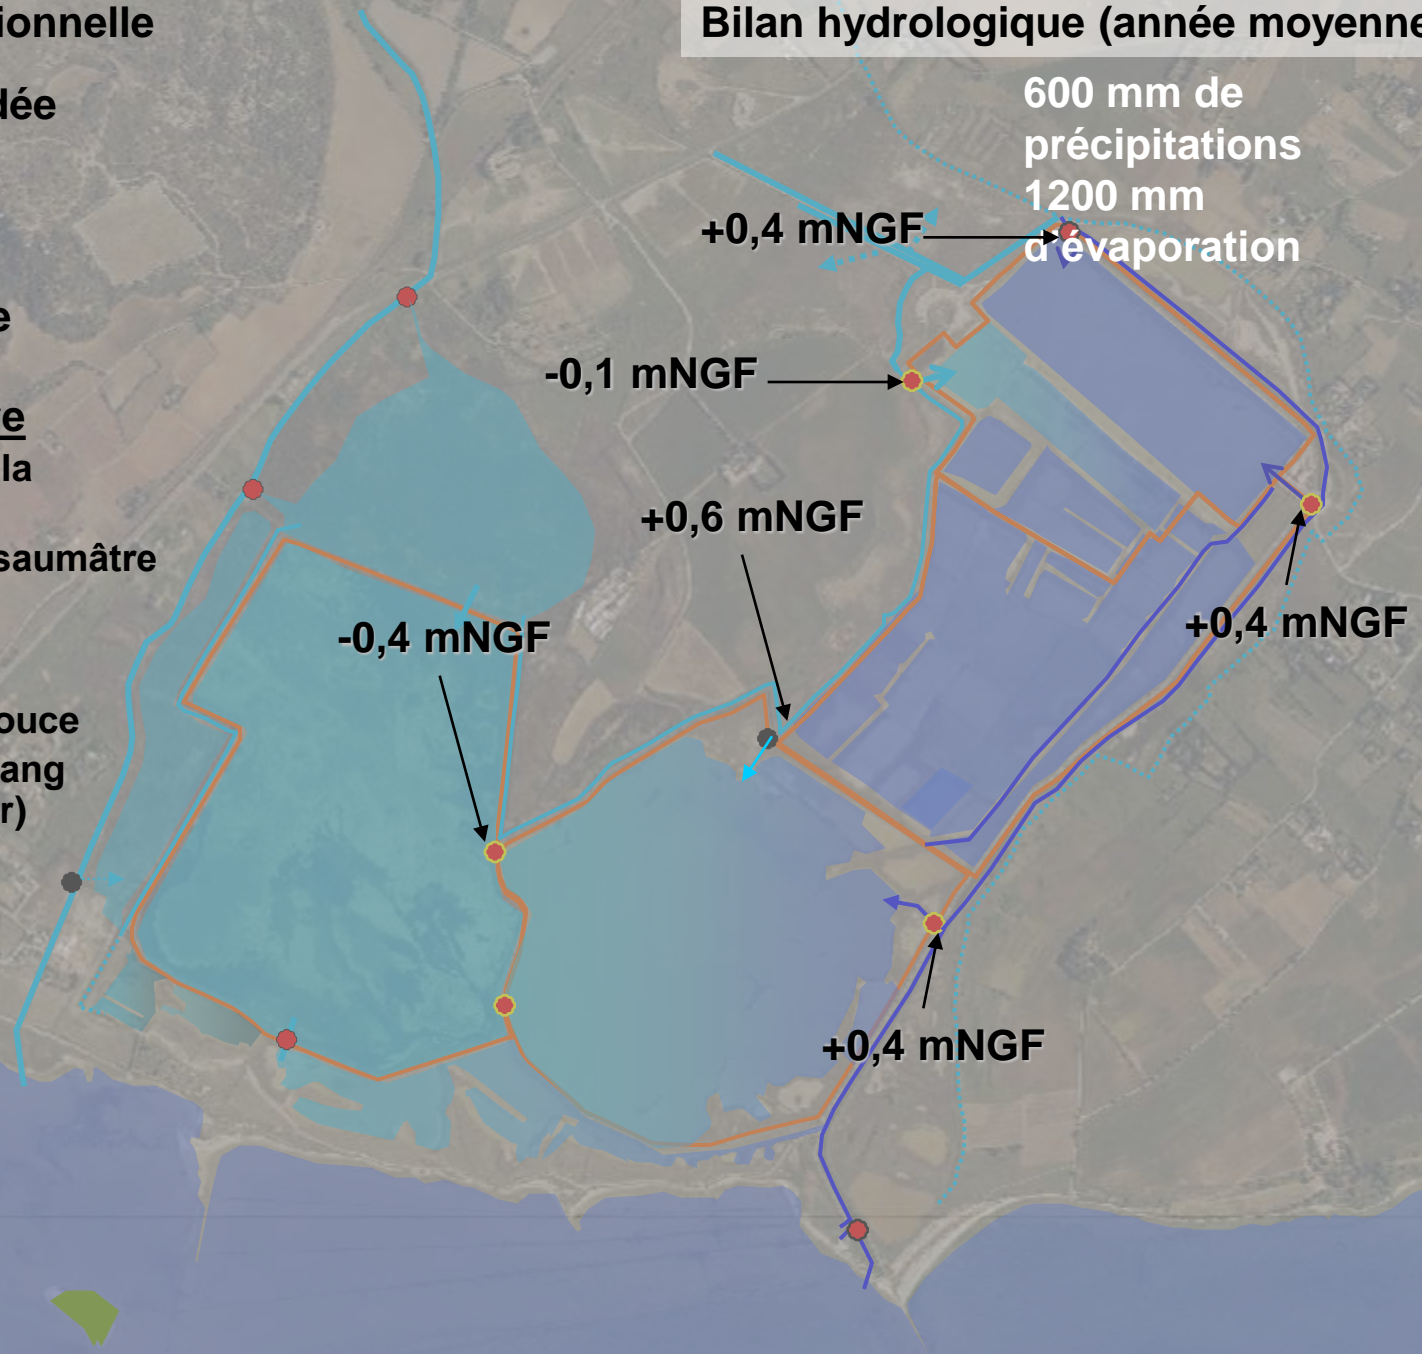 ionnelle
Bilan hydrologique (année moyenne
dée
600 mm de
précipitations
1200 mm
d'évaporation
+0,4 mNGF
e
-0,1 mNGF
la
+0,6 mNGF
saumâtre
-0,4 mNGF
+0,4 mNGF
ouce
ang
r)
+0,4 mNGF